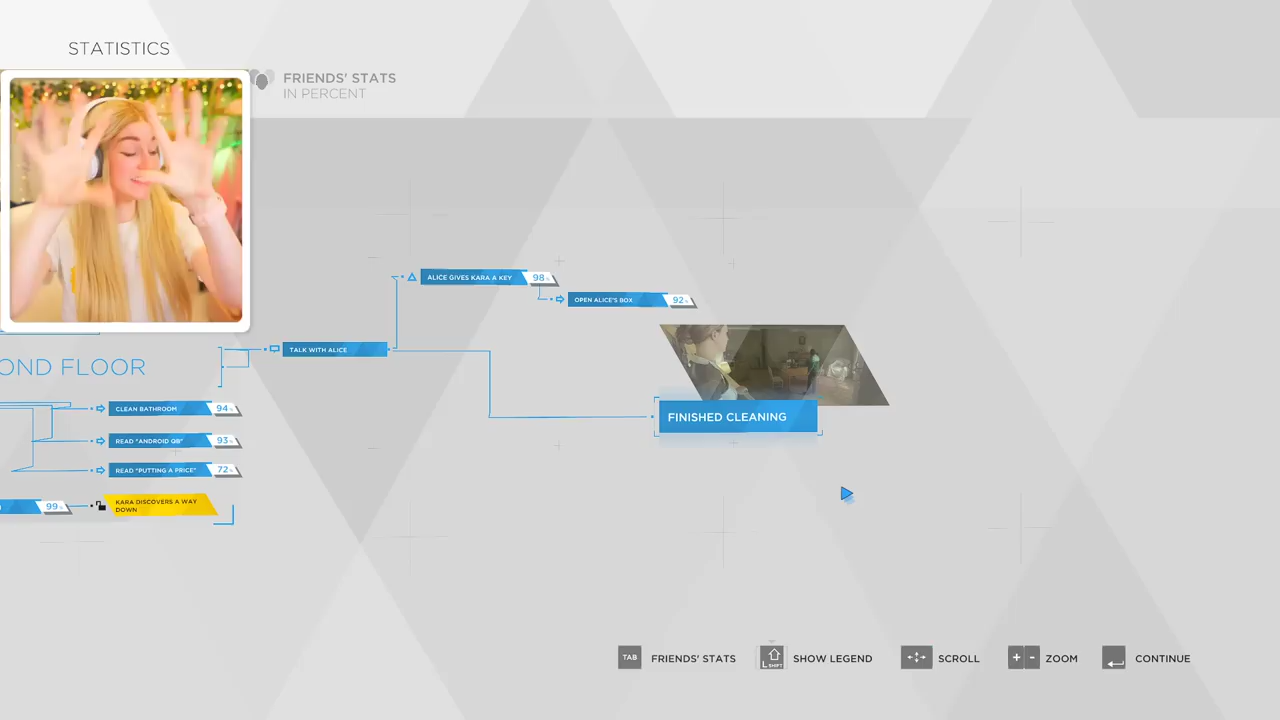 STATISTICS
FRIENDS' STATS
IN PERCENT
ALICE GIVES KARA A KEY 98%
OPEN ALICE'S BOX 92%
TALK WITH ALICE
OND FLOOR
CLEAN BATHROOM 94%
FINISHED CLEANING
READ "ANDROID QB" 93%
READ "PUTTING A PRICE" 72%
99%
KARA DISCOVERS A WAY
DOWN
TAB FRIENDS' STATS
L SHIFT SHOW LEGEND
SCROLL
+ - ZOOM
CONTINUE